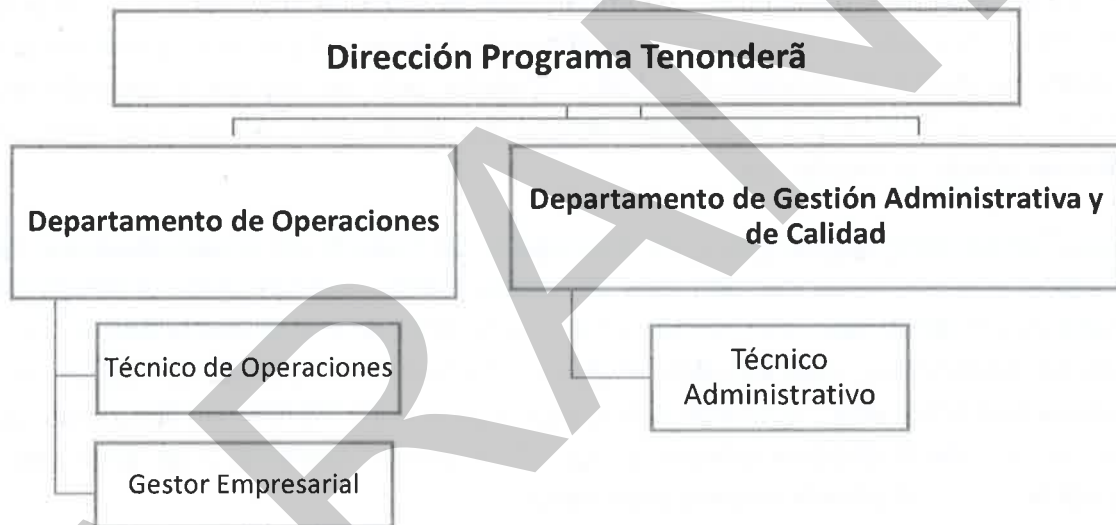 Dirección Programa Tenonderã
Departamento de Operaciones
Departamento de Gestión Administrativa y
de Calidad
Técnico de Operaciones
Técnico
Administrativo
Gestor Empresarial